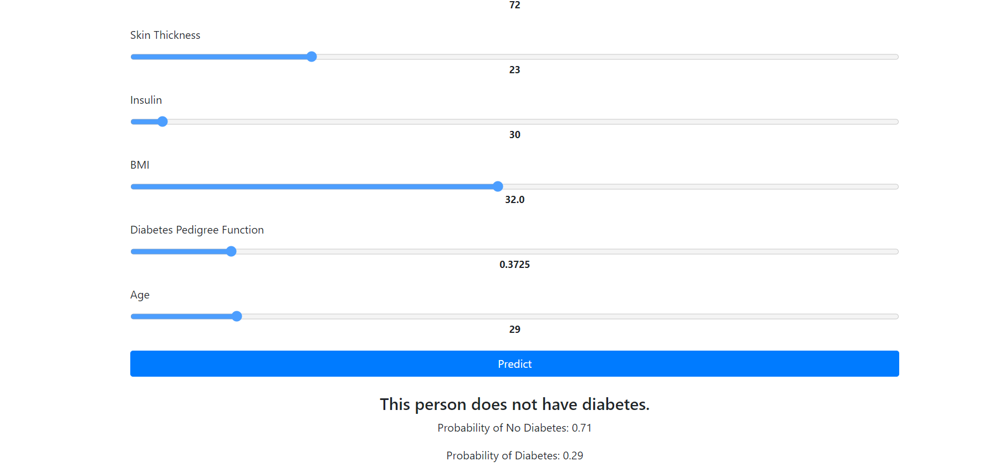 72
Skin Thickness
23
Insulin
30
BMI
32.0
Diabetes Pedigree Function
0.3725
Age
29
Predict
This person does not have diabetes.
Probability of No Diabetes: 0.71
Probability of Diabetes: 0.29